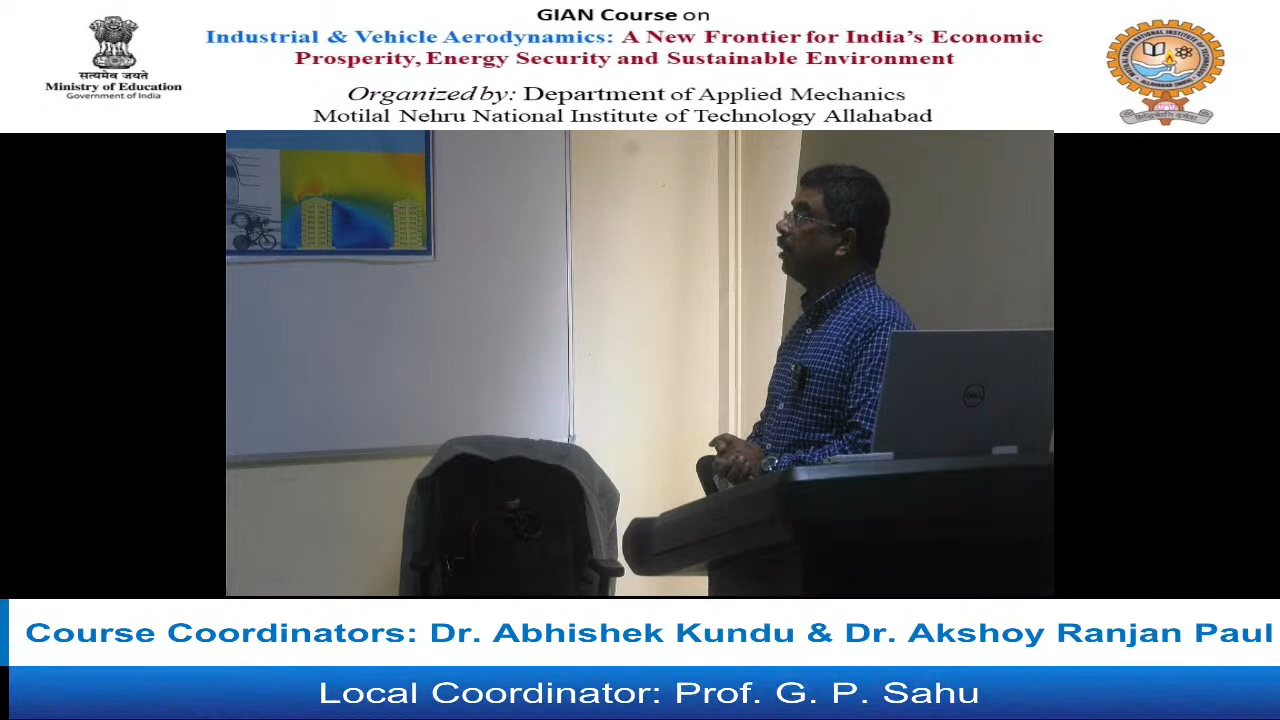 GIAN Course on
Industrial & Vehicle Aerodynamics: A New Frontier for India's Economic
Prosperity, Energy Security and Sustainable Environment
Organized by: Department of Applied Mechanics
Motilal Nehru National Institute of Technology Allahabad
सत्यमेव जयते
Ministry of Education
Government of India
DELL
Course Coordinators: Dr. Abhishek Kundu & Dr. Akshoy Ranjan Paul
Local Coordinator: Prof. G. P. Sahu